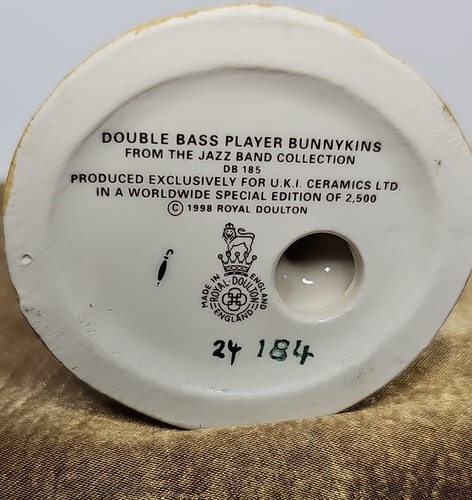 DOUBLE BASS PLAYER BUNNYKINS
FROM THE JAZZ BAND COLLECTION
DB 185
PRODUCED EXCLUSIVELY FOR U.K.I. CERAMICS LTD.
IN A WORLDWIDE SPECIAL EDITION OF 2,500
© 1998 ROYAL DOULTON
MADE IN ENGLAND
ROYAL · DOULTON
ENGLAND
24 184